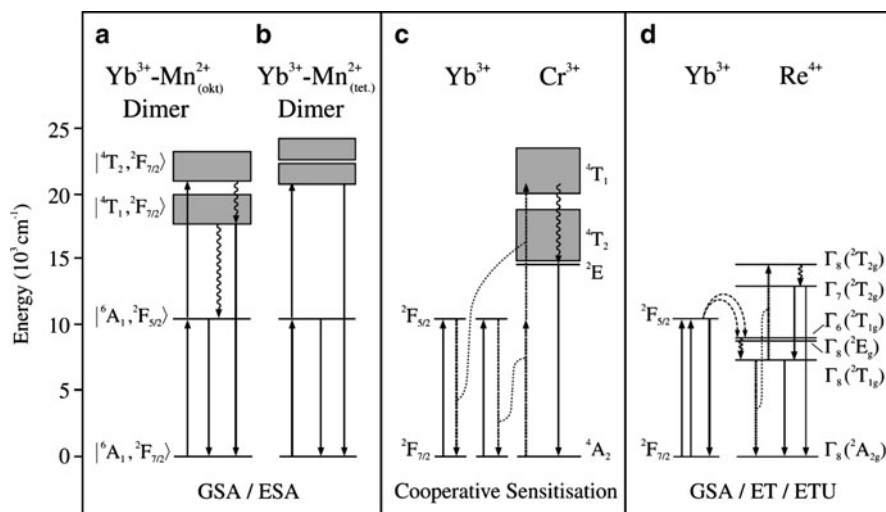 a
Yb³⁺-Mn²⁺(okt)
Dimer
b
Yb³⁺-Mn²⁺(tet.)
Dimer
c
Yb³⁺
Cr³⁺
d
Yb³⁺
Re⁴⁺
Energy (10³ cm⁻¹)
25
20
15
10
5
0
|⁴T₂,²F₇/₂⟩
|⁴T₁,²F₇/₂⟩
|⁶A₁,²F₅/₂⟩
|⁶A₁,²F₇/₂⟩
GSA / ESA
⁴T₁
⁴T₂
²E
²F₅/₂
²F₇/₂
⁴A₂
Cooperative Sensitisation
²F₅/₂
²F₇/₂
Γ₈(²T₂g)
Γ₇(²T₂g)
Γ₆(²T₁g)
Γ₈(²Eg)
Γ₈(²T₁g)
Γ₈(²A₂g)
GSA / ET / ETU